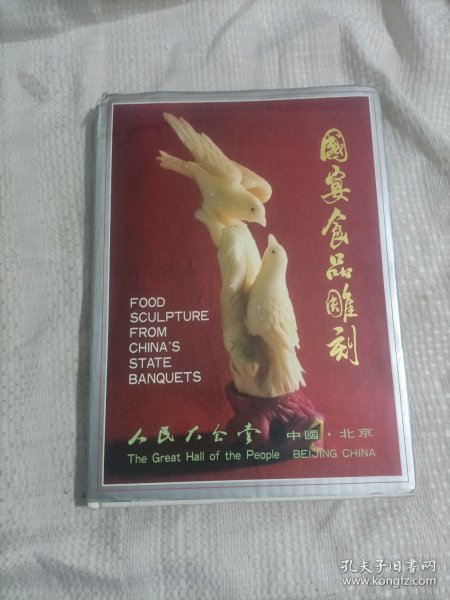 國宴食品雕刻
FOOD
SCULPTURE
FROM
CHINA'S
STATE
BANQUETS
人民大会堂 中國·北京
The Great Hall of the People BEIJING CHINA
孔夫子旧书网
www.kongfz.com